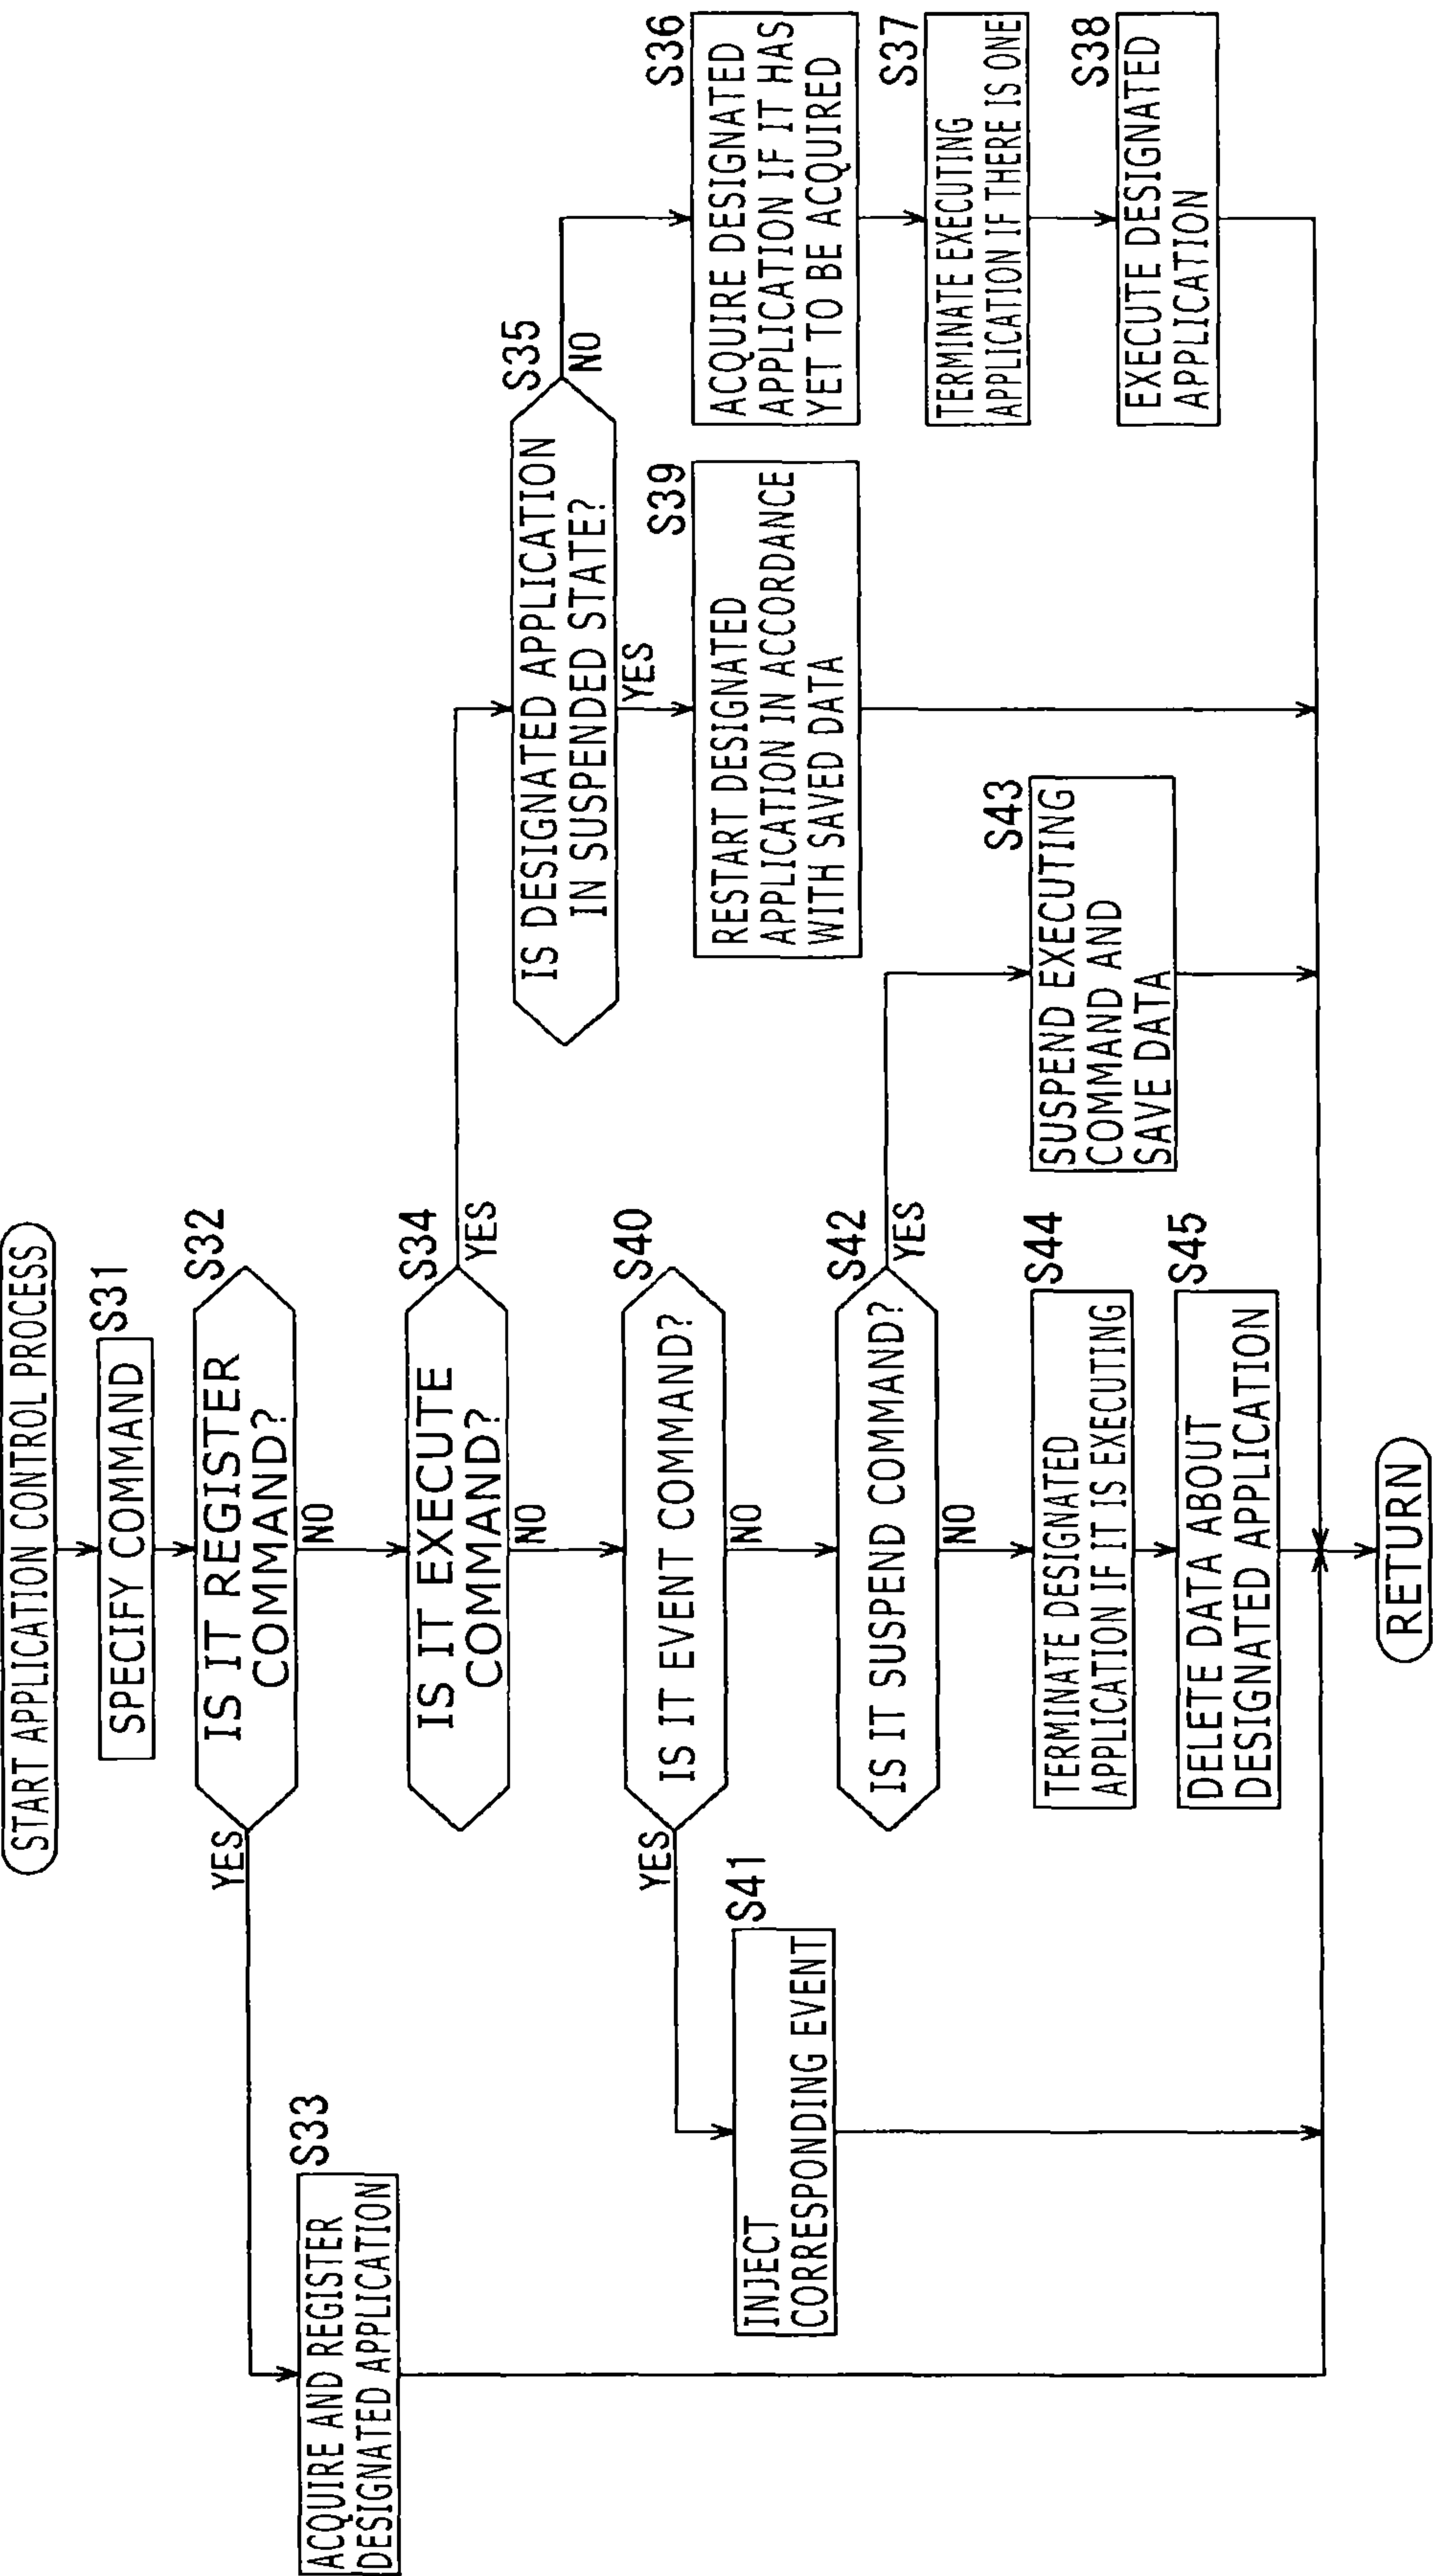 START APPLICATION CONTROL PROCESS
S31
SPECIFY COMMAND
S32
IS IT REGISTER
COMMAND?
YES
NO
S33
ACQUIRE AND REGISTER
DESIGNATED APPLICATION
S34
IS IT EXECUTE
COMMAND?
YES
NO
S35
IS DESIGNATED APPLICATION
IN SUSPENDED STATE?
NO
YES
S36
ACQUIRE DESIGNATED
APPLICATION IF IT HAS
YET TO BE ACQUIRED
S37
TERMINATE EXECUTING
APPLICATION IF THERE IS ONE
S38
EXECUTE DESIGNATED
APPLICATION
S39
RESTART DESIGNATED
APPLICATION IN ACCORDANCE
WITH SAVED DATA
S40
IS IT EVENT COMMAND?
YES
NO
S41
INJECT
CORRESPONDING EVENT
S42
IS IT SUSPEND COMMAND?
YES
NO
S43
SUSPEND EXECUTING
COMMAND AND
SAVE DATA
S44
TERMINATE DESIGNATED
APPLICATION IF IT IS EXECUTING
S45
DELETE DATA ABOUT
DESIGNATED APPLICATION
RETURN